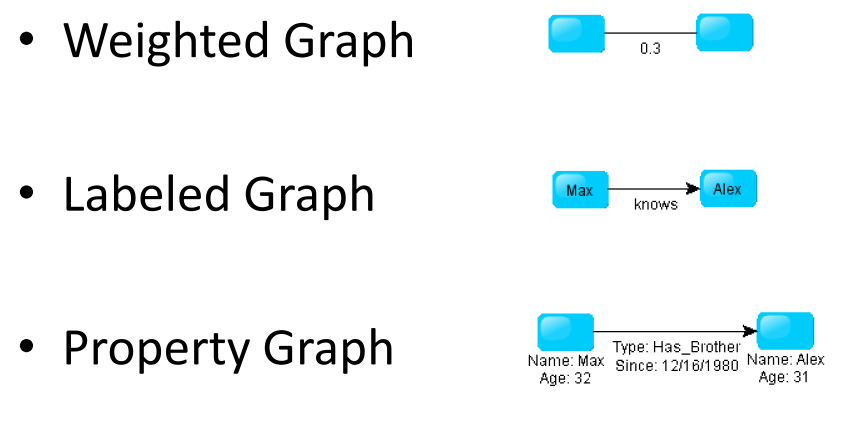 • Weighted Graph
0.3
• Labeled Graph
Max
knows
Alex
• Property Graph
Name: Max
Age: 32
Type: Has_Brother
Since: 12/16/1980
Name: Alex
Age: 31